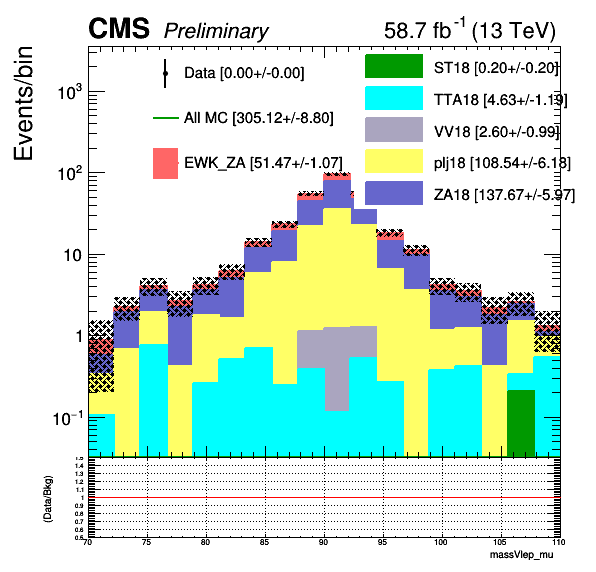 CMS Preliminary 58.7 fb⁻¹ (13 TeV)
Events/bin
Data [0.00+/-0.00]
All MC [305.12+/-8.80]
EWK_ZA [51.47+/-1.07]
ST18 [0.20+/-0.20]
TTA18 [4.63+/-1.19]
VV18 [2.60+/-0.99]
plj18 [108.54+/-6.18]
ZA18 [137.67+/-5.97]
10³
10²
10
1
10⁻¹
(Data/Bkg)
1.5
1.4
1.3
1.2
1.1
1
0.9
0.8
0.7
0.6
0.5
70 75 80 85 90 95 100 105 110
massVlep_mu